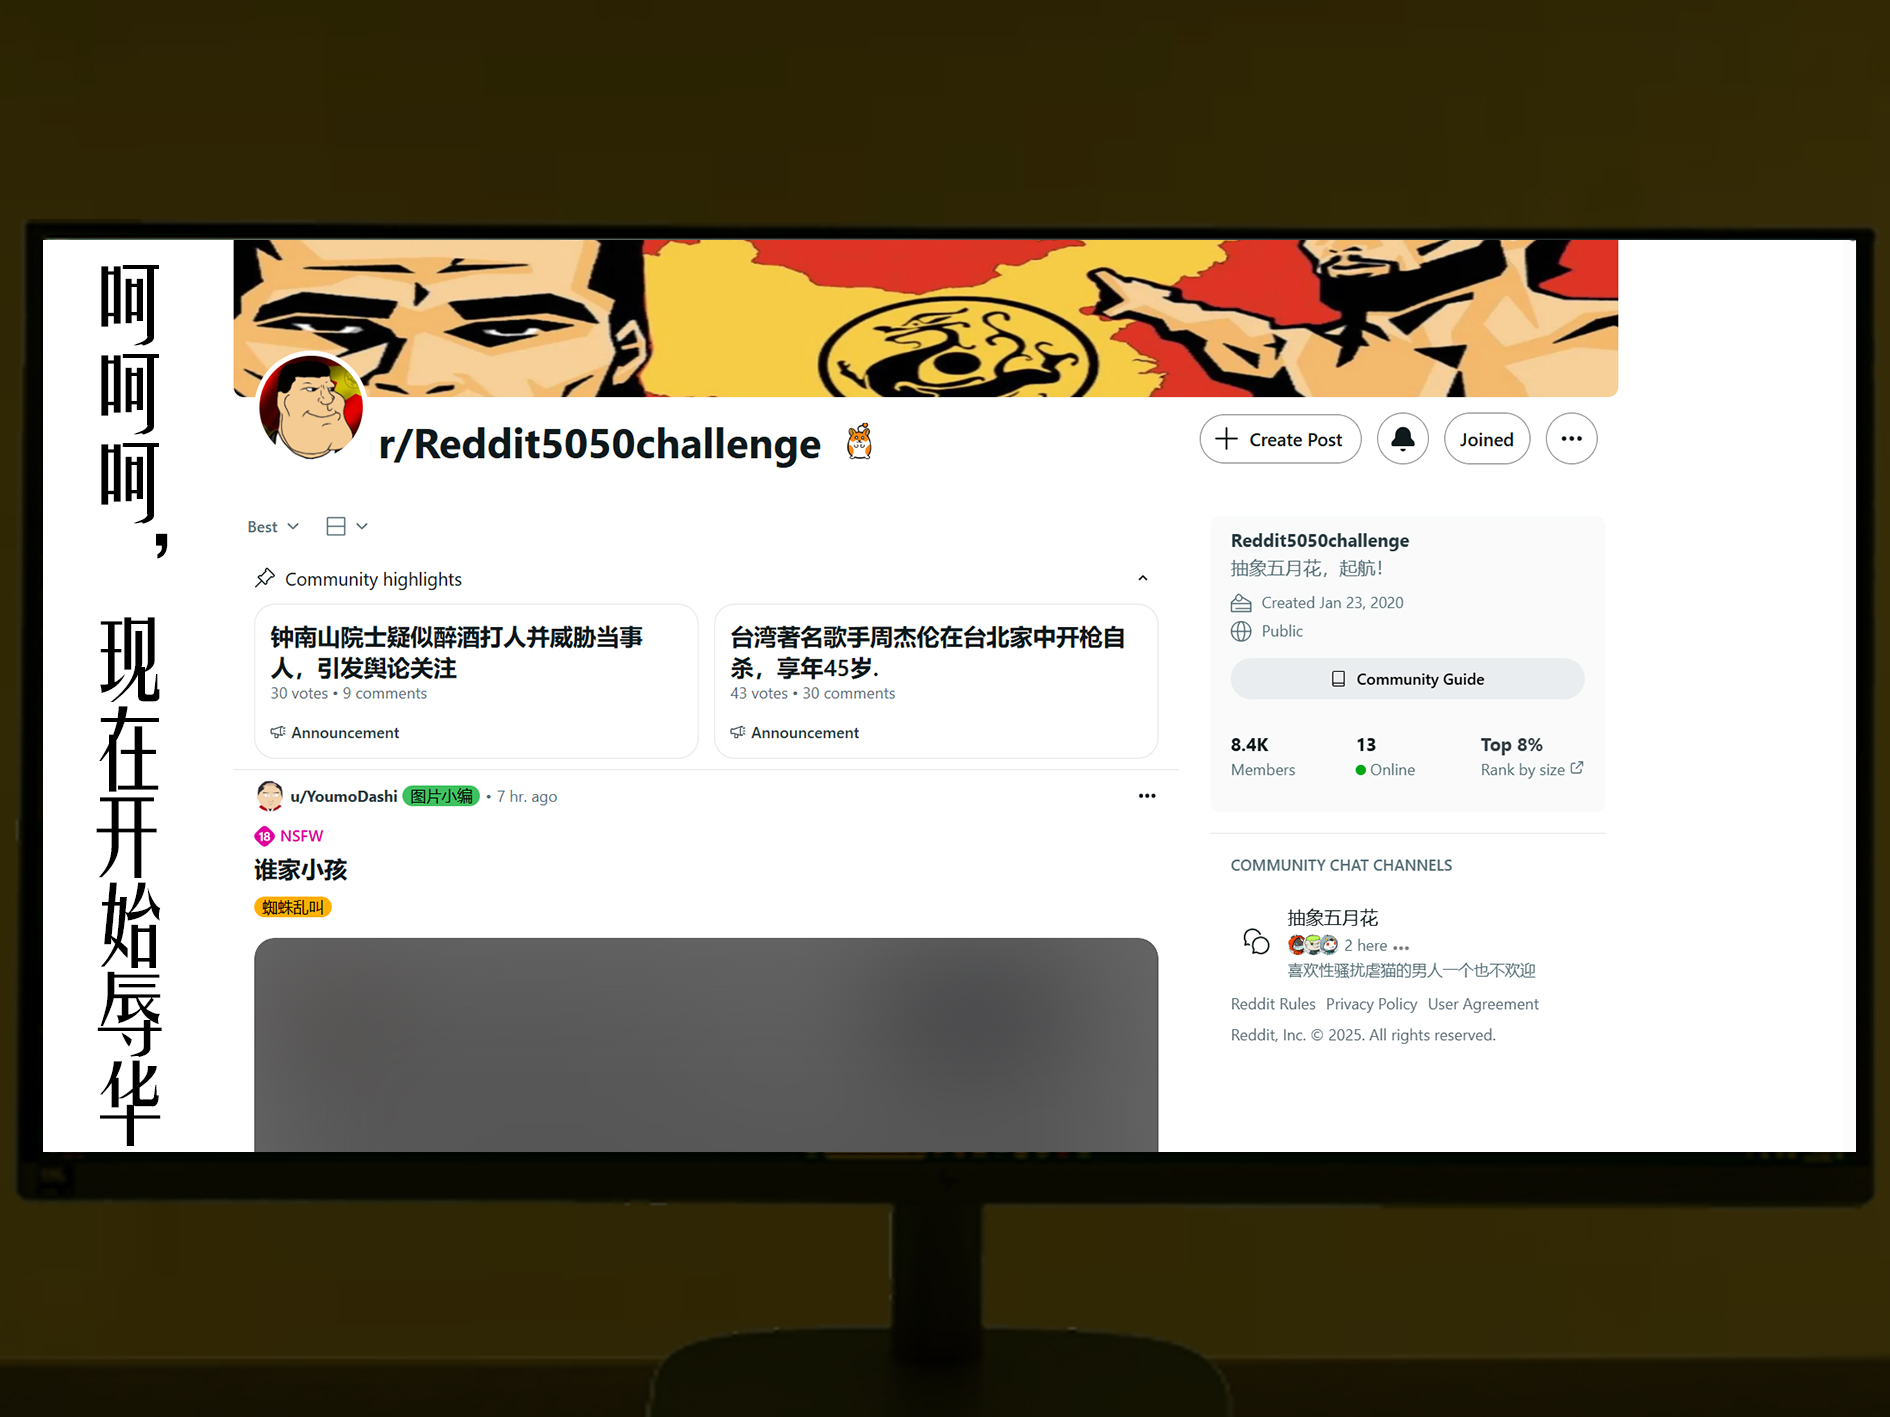 呵呵呵，现在开始辱华
r/Reddit5050challenge
Create Post
Joined
Best
Community highlights
钟南山院士疑似醉酒打人并威胁当事
人，引发舆论关注
30 votes • 9 comments
Announcement
台湾著名歌手周杰伦在台北家中开枪自
杀，享年45岁.
43 votes • 30 comments
Announcement
u/YoumoDashi 图片小编 • 7 hr. ago
18 NSFW
谁家小孩
蜘蛛乱叫
Reddit5050challenge
抽象五月花，起航！
Created Jan 23, 2020
Public
Community Guide
8.4K 13 Top 8%
Members Online Rank by size
COMMUNITY CHAT CHANNELS
抽象五月花
2 here
喜欢性骚扰虐猫的男人一个也不欢迎
Reddit Rules Privacy Policy User Agreement
Reddit, Inc. © 2025. All rights reserved.